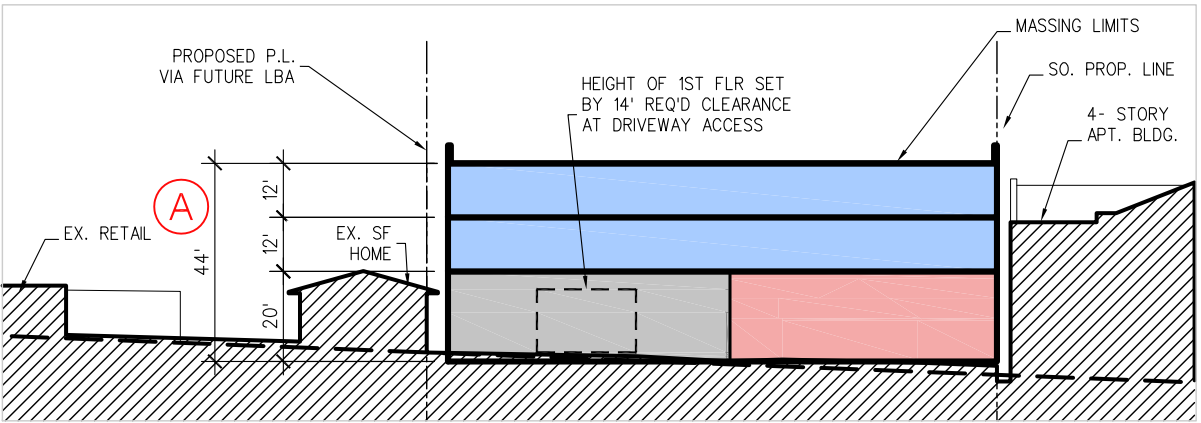 MASSING LIMITS
PROPOSED P.L.
VIA FUTURE LBA
SO. PROP. LINE
HEIGHT OF 1ST FLR SET
BY 14' REQ'D CLEARANCE
AT DRIVEWAY ACCESS
4- STORY
APT. BLDG.
A
12'
EX. RETAIL
EX. SF
HOME
12'
44'
20'